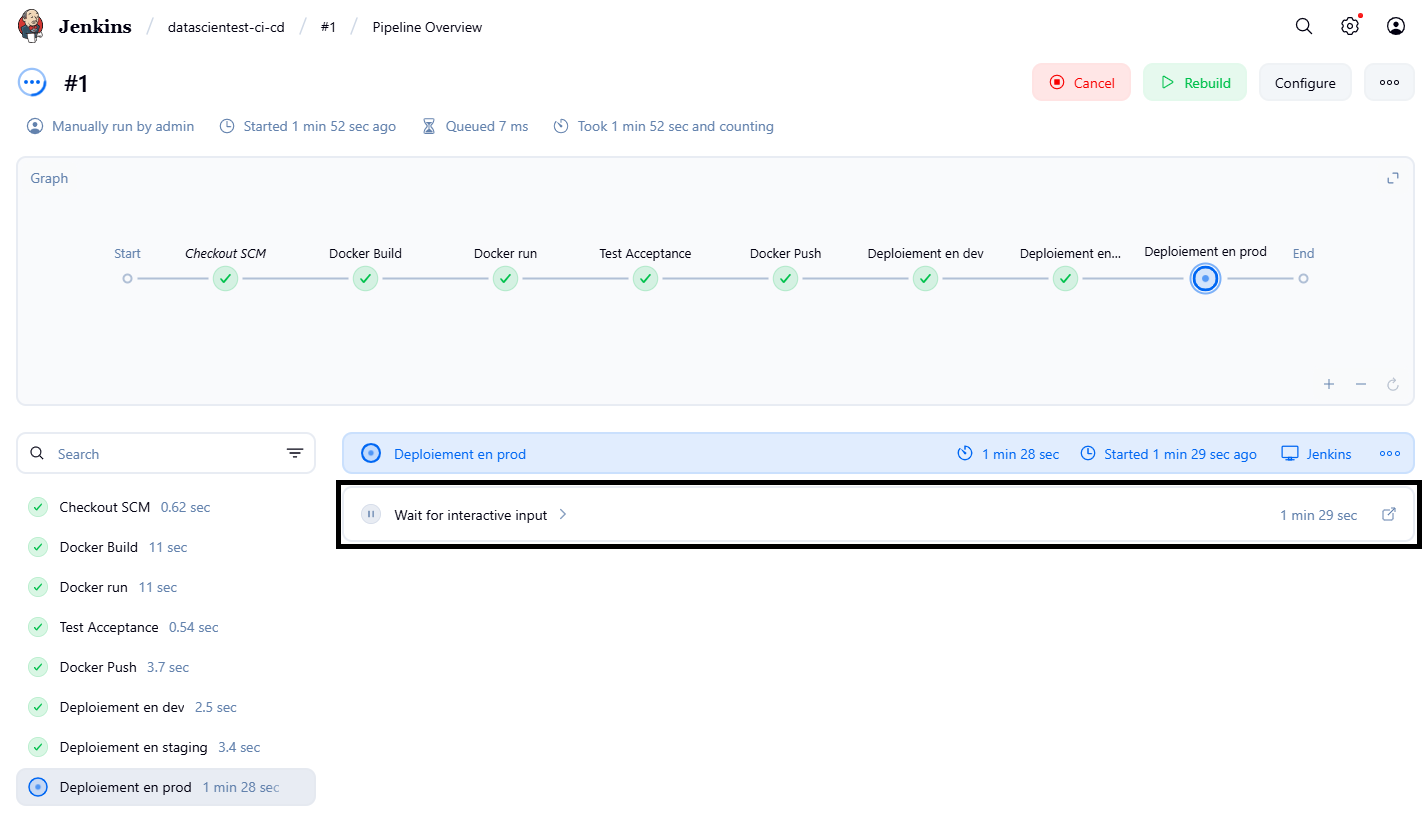 Jenkins / datascientest-ci-cd / #1 / Pipeline Overview
#1
Cancel Rebuild Configure
Manually run by admin Started 1 min 52 sec ago Queued 7 ms Took 1 min 52 sec and counting
Graph
Start Checkout SCM Docker Build Docker run Test Acceptance Docker Push Deploiement en dev Deploiement en... Deploiement en prod End
Search
Deploiement en prod 1 min 28 sec Started 1 min 29 sec ago Jenkins
Wait for interactive input 1 min 29 sec
Checkout SCM 0.62 sec
Docker Build 11 sec
Docker run 11 sec
Test Acceptance 0.54 sec
Docker Push 3.7 sec
Deploiement en dev 2.5 sec
Deploiement en staging 3.4 sec
Deploiement en prod 1 min 28 sec